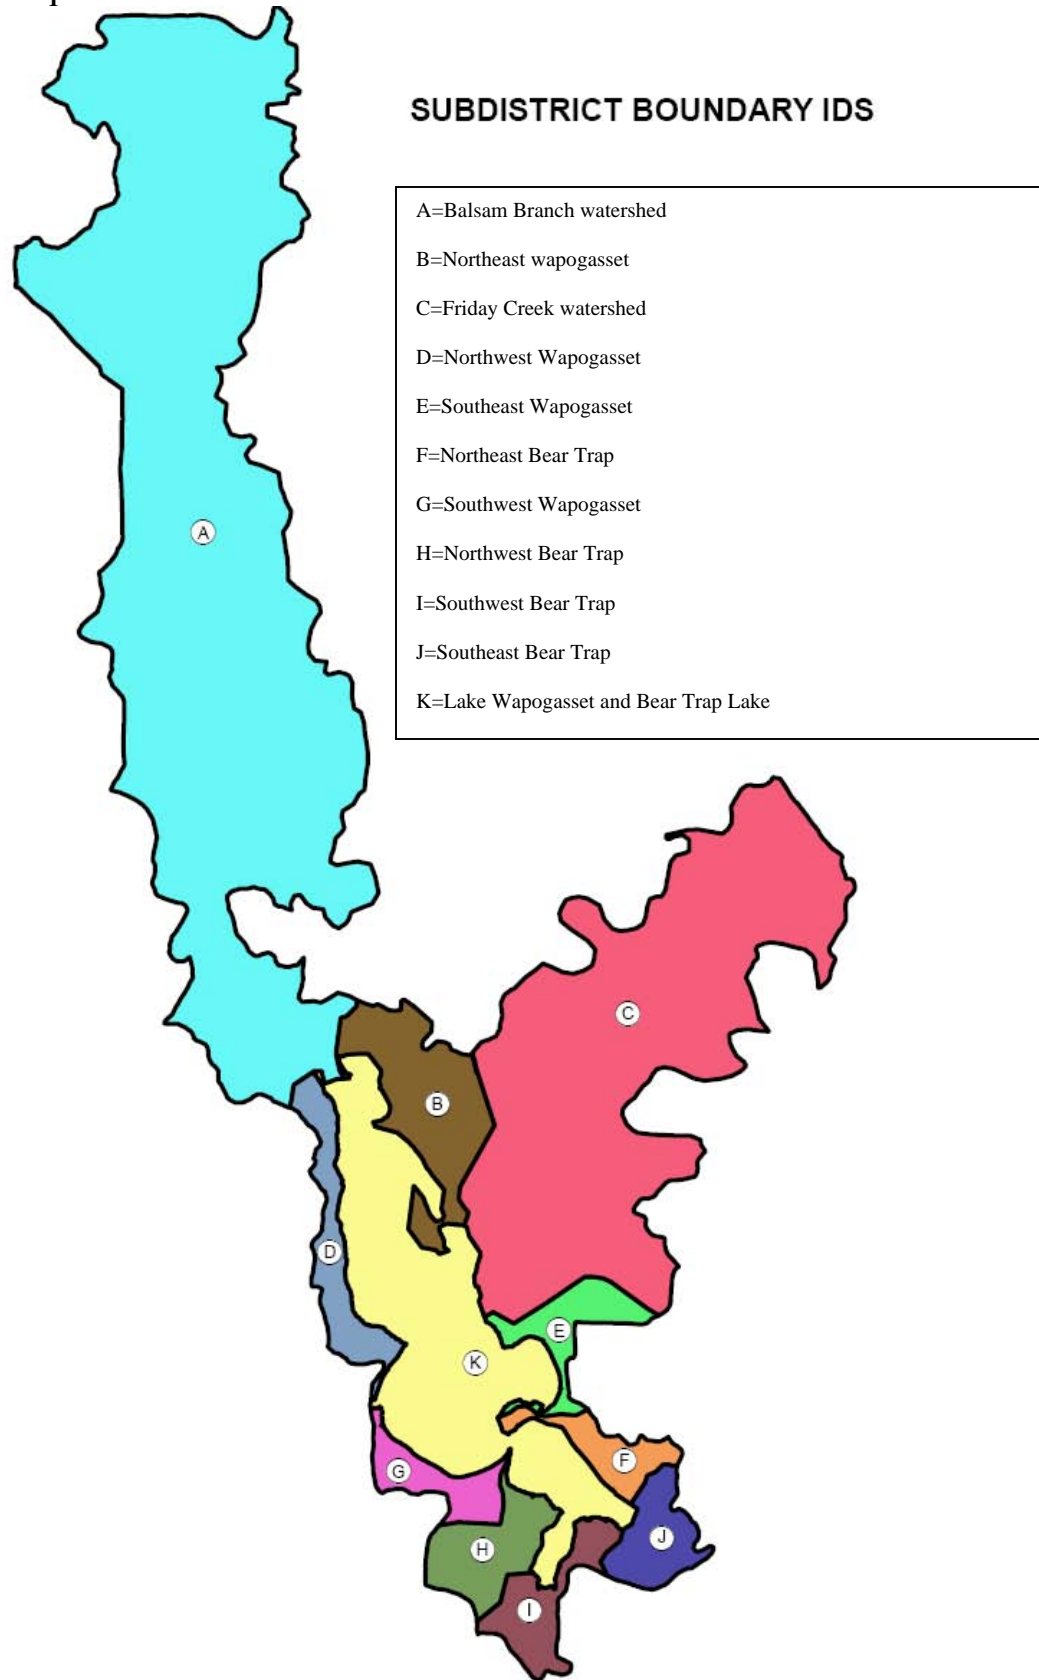 SUBDISTRICT BOUNDARY IDS
A=Balsam Branch watershed
B=Northeast wapogasset
C=Friday Creek watershed
D=Northwest Wapogasset
E=Southeast Wapogasset
F=Northeast Bear Trap
G=Southwest Wapogasset
H=Northwest Bear Trap
I=Southwest Bear Trap
J=Southeast Bear Trap
K=Lake Wapogasset and Bear Trap Lake
A
C
B
D
E
K
F
G
J
H
I